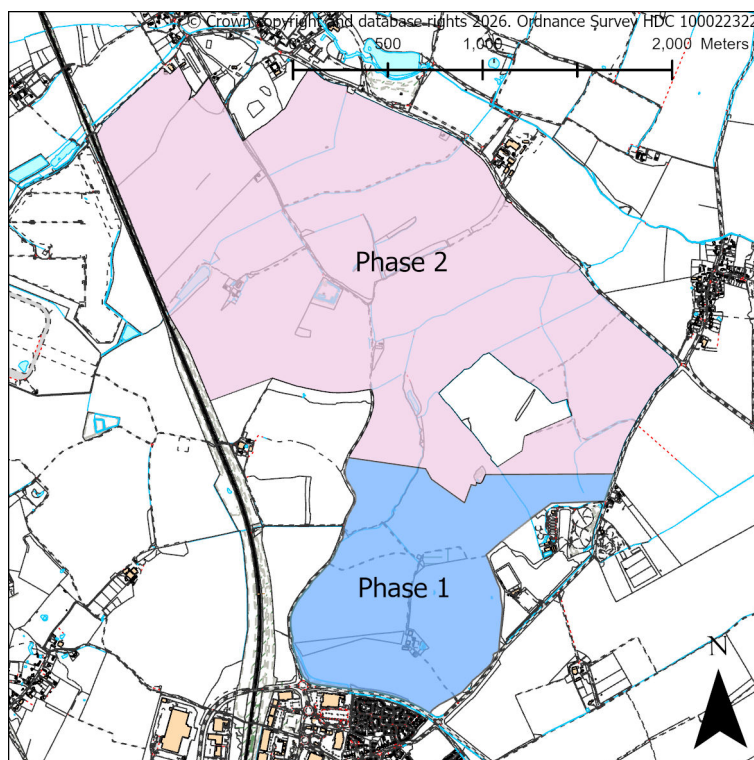 © Crown copyright and database rights 2026. Ordnance Survey HDC 100022322
500 1,000 2,000 Meters
Phase 2
Phase 1
N